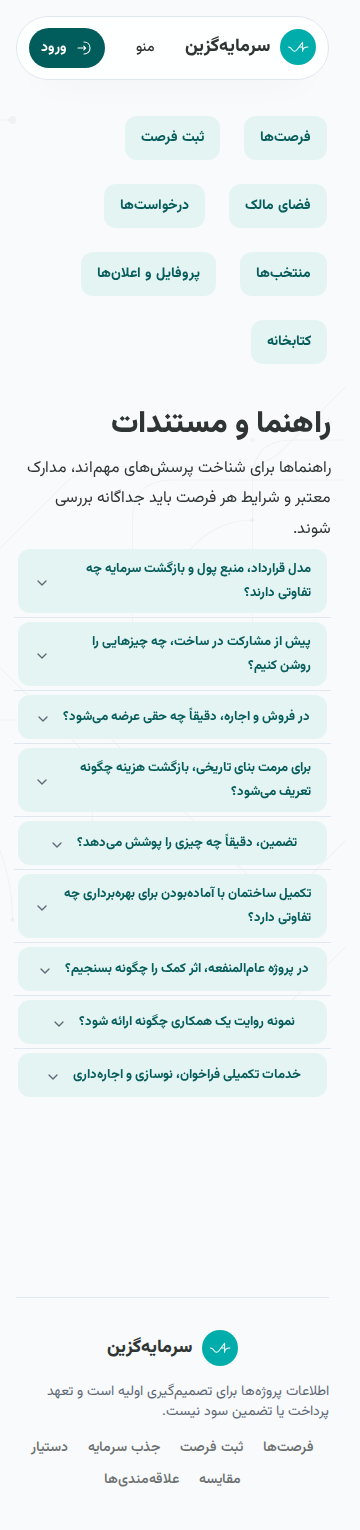 سرمایه‌گزین
منو
ورود
فرصت‌ها
ثبت فرصت
فضای مالک
درخواست‌ها
منتخب‌ها
پروفایل و اعلان‌ها
کتابخانه
راهنما و مستندات
راهنماها برای شناخت پرسش‌های مهم‌اند، مدارک
معتبر و شرایط هر فرصت باید جداگانه بررسی
شوند.
مدل قرارداد، منبع پول و بازگشت سرمایه چه
تفاوتی دارند؟
پیش از مشارکت در ساخت، چه چیزهایی را
روشن کنیم؟
در فروش و اجاره، دقیقاً چه حقی عرضه می‌شود؟
برای مرمت بنای تاریخی، بازگشت هزینه چگونه
تعریف می‌شود؟
تضمین، دقیقاً چه چیزی را پوشش می‌دهد؟
تکمیل ساختمان با آماده‌بودن برای بهره‌برداری چه
تفاوتی دارد؟
در پروژه عام‌المنفعه، اثر کمک را چگونه بسنجیم؟
نمونه روایت یک همکاری چگونه ارائه شود؟
خدمات تکمیلی فراخوان، نوسازی و اجاره‌داری
سرمایه‌گزین
اطلاعات پروژه‌ها برای تصمیم‌گیری اولیه است و تعهد
پرداخت یا تضمین سود نیست.
فرصت‌ها
ثبت فرصت
جذب سرمایه
دستیار
مقایسه
علاقه‌مندی‌ها